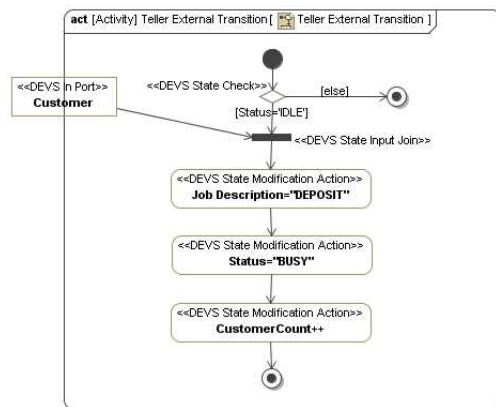 act [Activity] Teller External Transition[ Teller External Transition ]
<<DEVS State Check>>
[else]
<<DEVS In Port>>
Customer
[Status='IDLE']
<<DEVS State Input Join>>
<<DEVS State Modification Action>>
Job Description="DEPOSIT"
<<DEVS State Modification Action>>
Status="BUSY"
<<DEVS State Modification Action>>
CustomerCount++